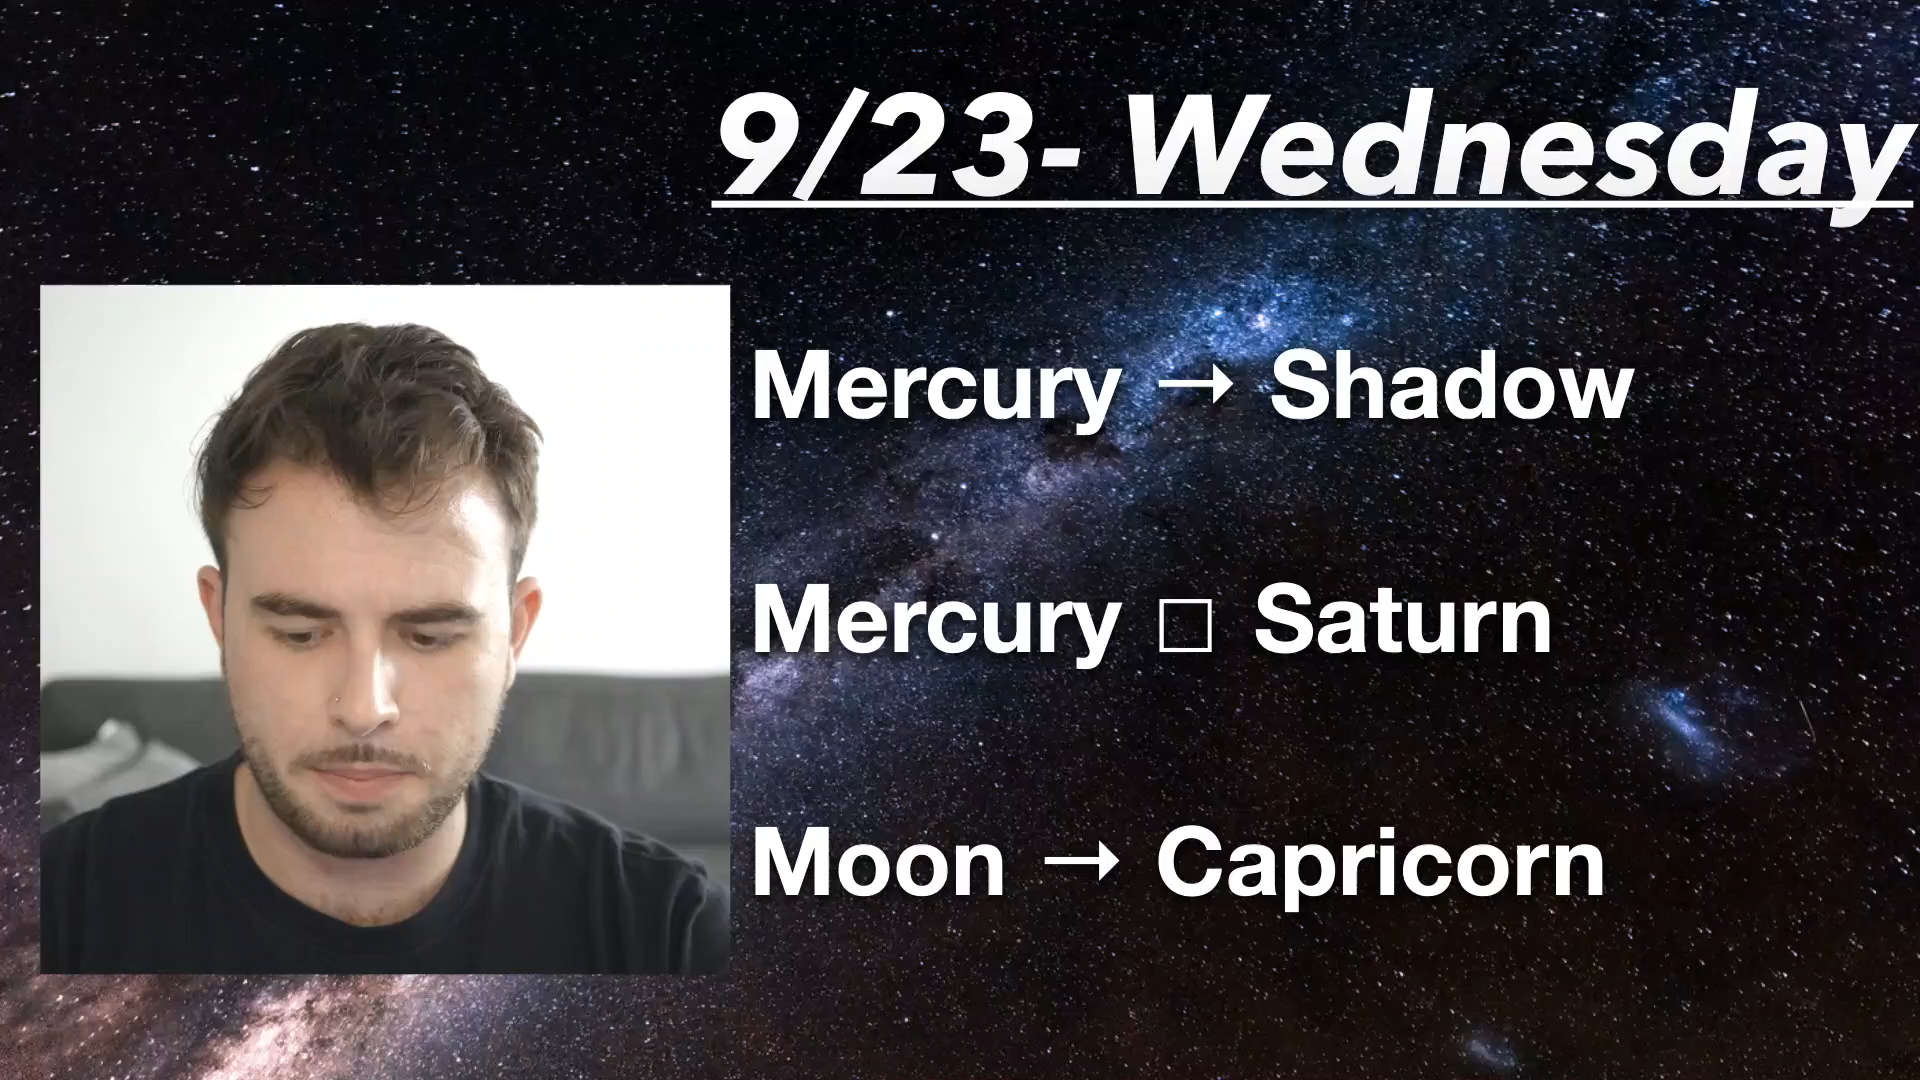 9/23- Wednesday
Mercury → Shadow
Mercury □ Saturn
Moon → Capricorn